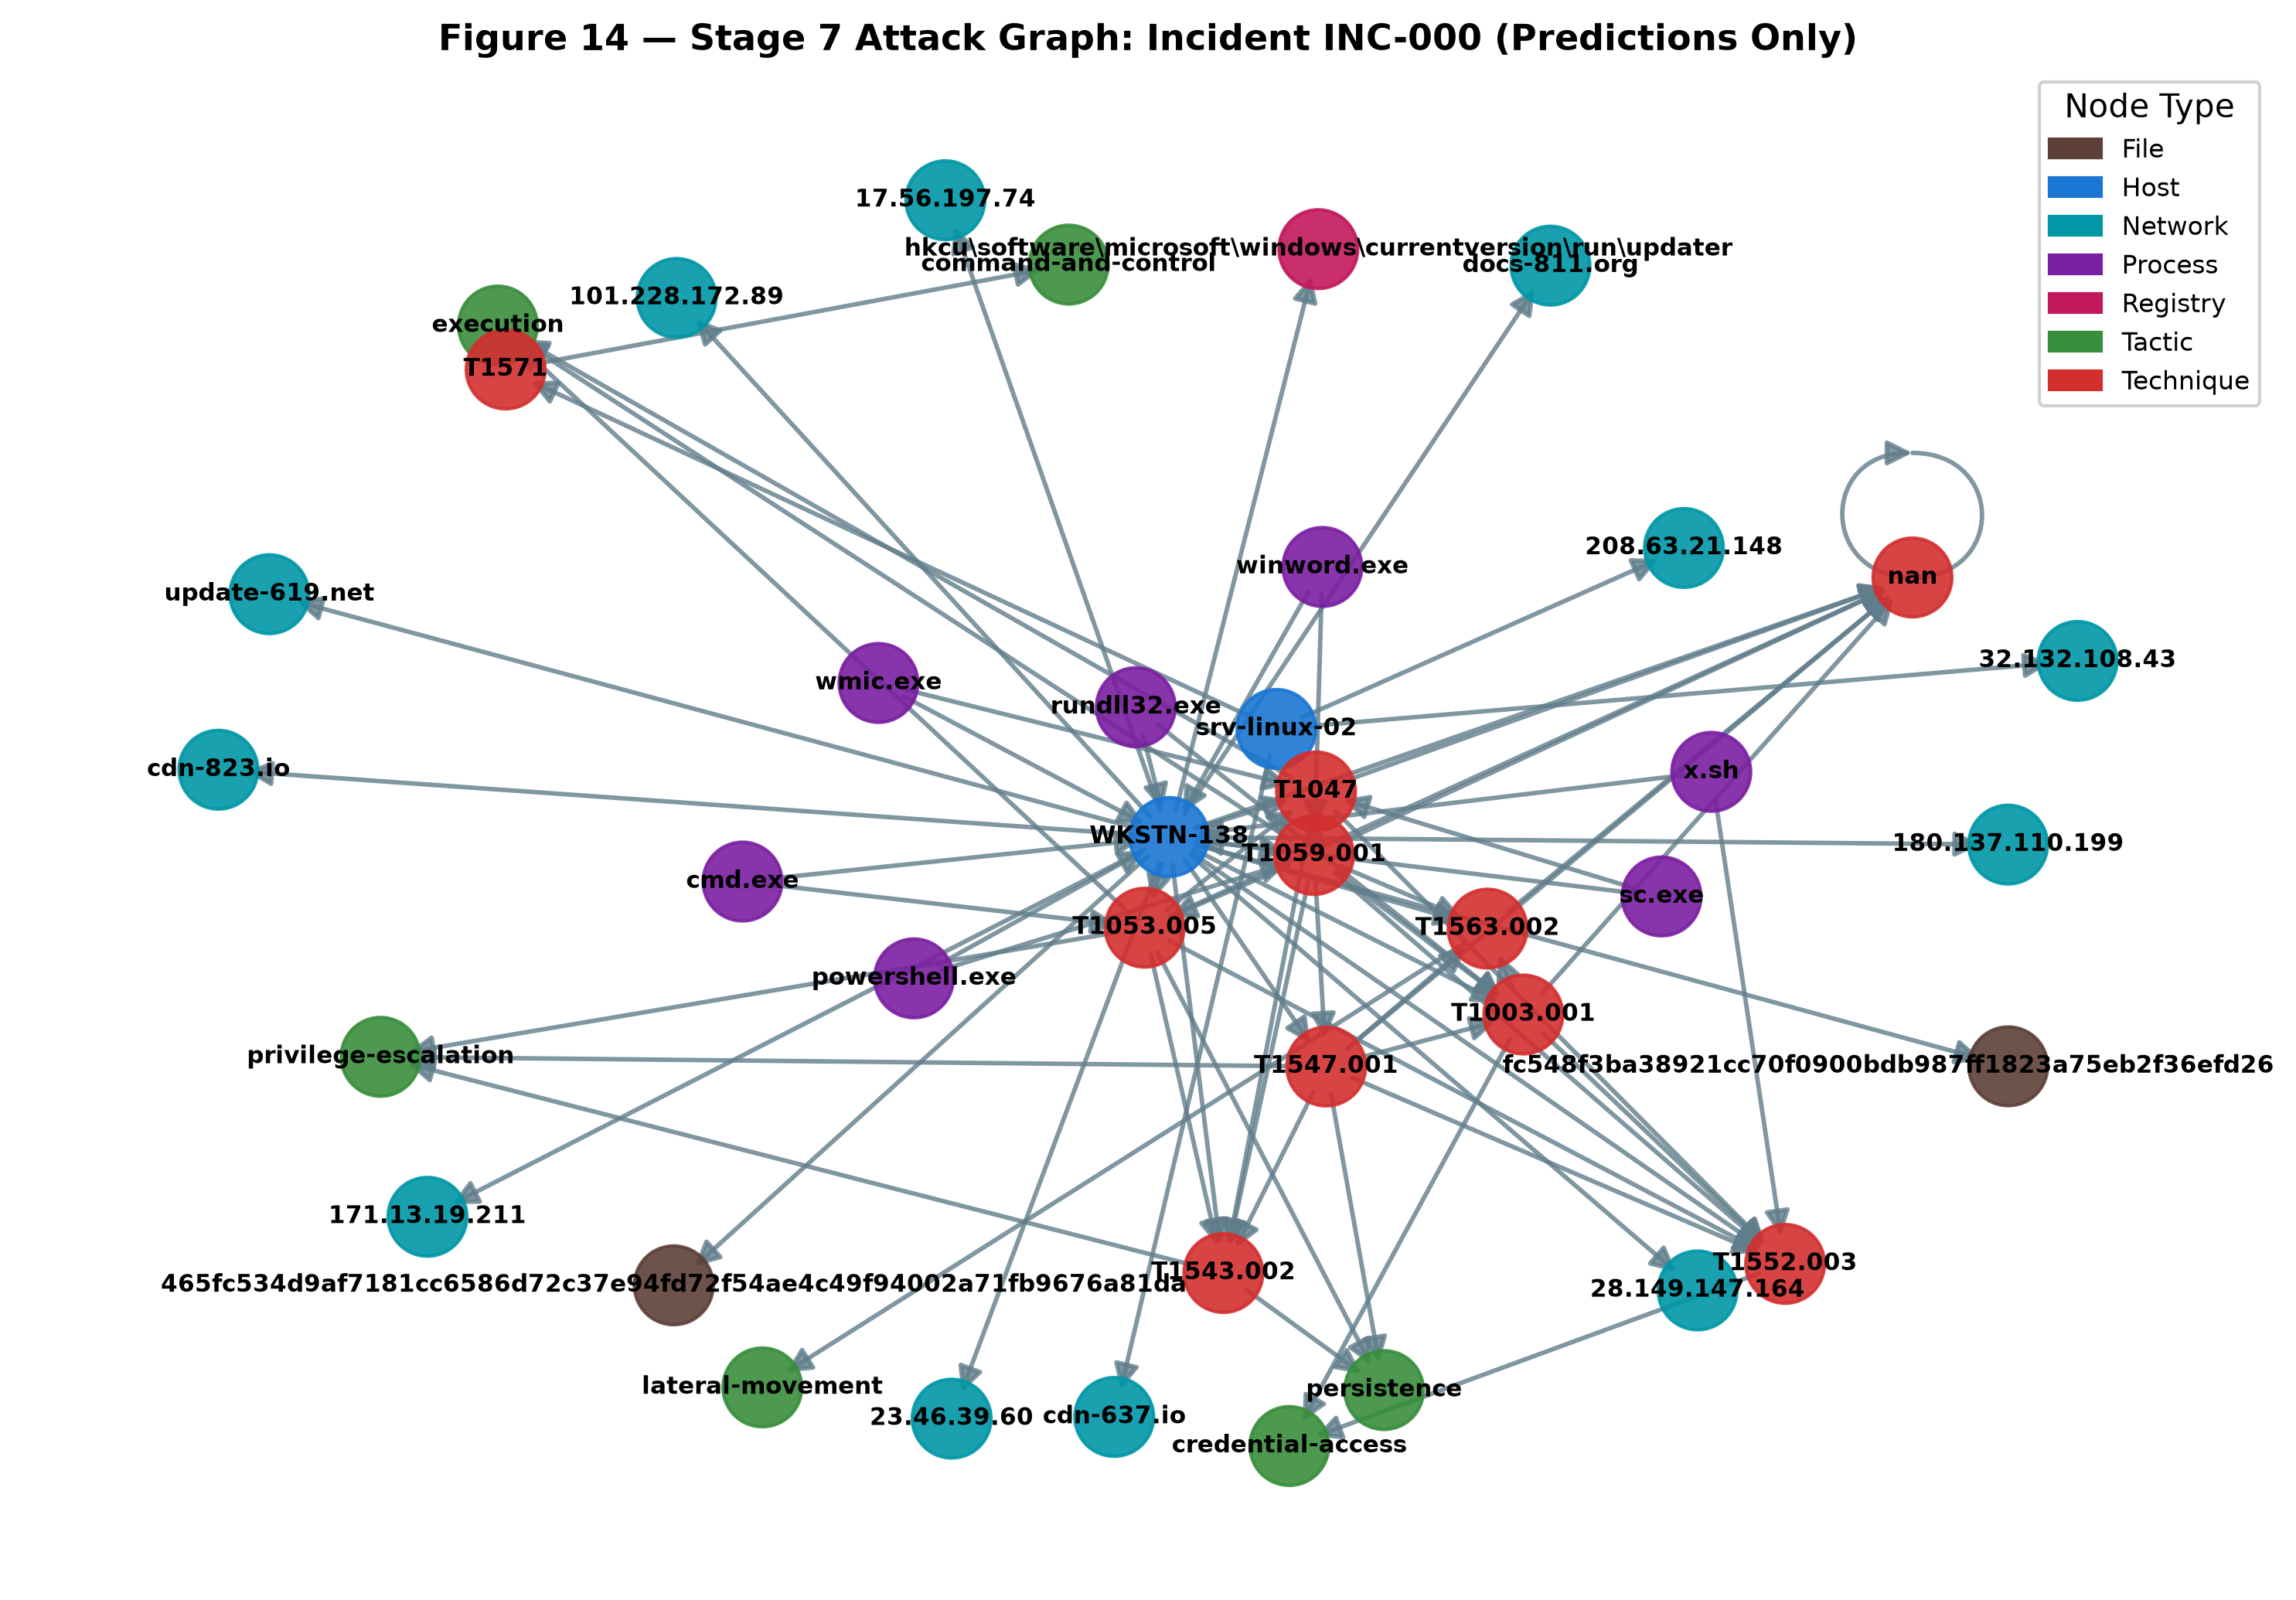 Figure 14 — Stage 7 Attack Graph: Incident INC-000 (Predictions Only)
Node Type
File
Host
Network
Process
Registry
Tactic
Technique
17.56.197.74
hkcu\software\microsoft\windows\currentversion\run\updater
command-and-control
docs-811.org
101.228.172.89
execution
T1571
208.63.21.148
winword.exe
nan
update-619.net
32.132.108.43
wmic.exe
rundll32.exe
srv-linux-02
cdn-823.io
x.sh
T1047
WKSTN-138
180.137.110.199
T1059.001
cmd.exe
sc.exe
T1053.005
T1563.002
powershell.exe
T1003.001
privilege-escalation
T1547.001
fc548f3ba38921cc70f0900bdb987ff1823a75eb2f36efd26
171.13.19.211
T1552.003
T1543.002
465fc534d9af7181cc6586d72c37e94fd72f54ae4c49f94002a71fb9676a81da
28.149.147.164
lateral-movement
persistence
23.46.39.60
cdn-637.io
credential-access